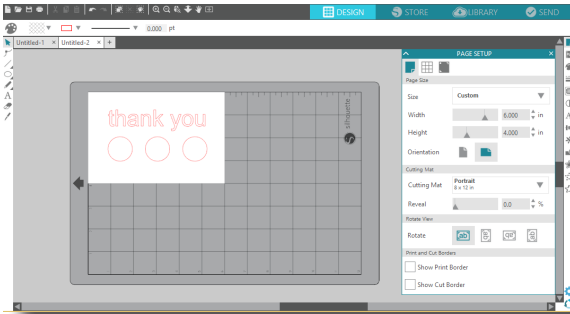 DESIGN
STORE
LIBRARY
SEND
0.000 pt
Untitled-1 ×
Untitled-2 ×
+
PAGE SETUP
×
Page Size
Size Custom
Width 6.000 in
Height 4.000 in
Orientation
Cutting Mat
Cutting Mat Portrait
8 x 12 in
Reveal 0.0 %
Rotate View
Rotate
Print and Cut Borders
Show Print Border
Show Cut Border
thank you
silhouette